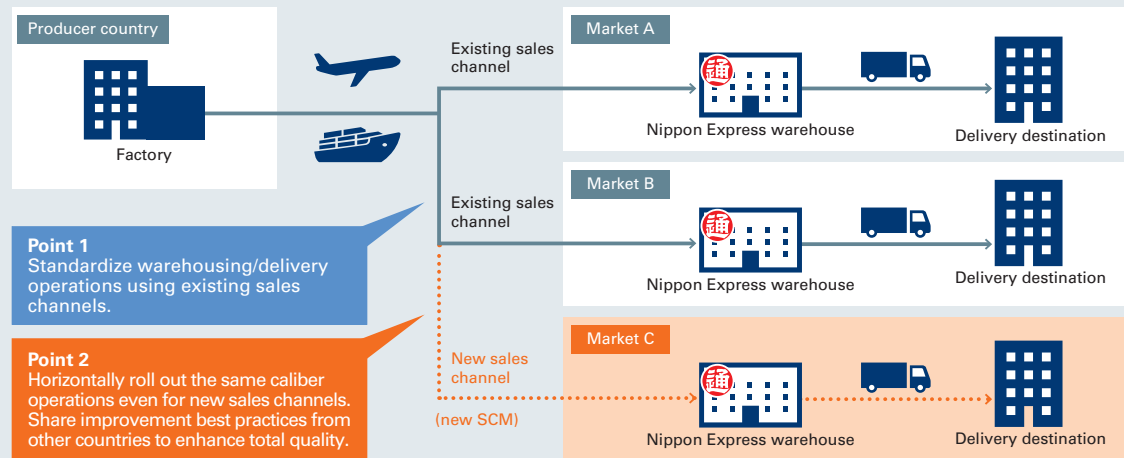 Producer country
Factory
Existing sales
channel
Market A
通
Nippon Express warehouse
Delivery destination
Existing sales
channel
Market B
通
Nippon Express warehouse
Delivery destination
Point 1
Standardize warehousing/delivery
operations using existing sales
channels.
Point 2
Horizontally roll out the same caliber
operations even for new sales channels.
Share improvement best practices from
other countries to enhance total quality.
New sales
channel
(new SCM)
Market C
通
Nippon Express warehouse
Delivery destination